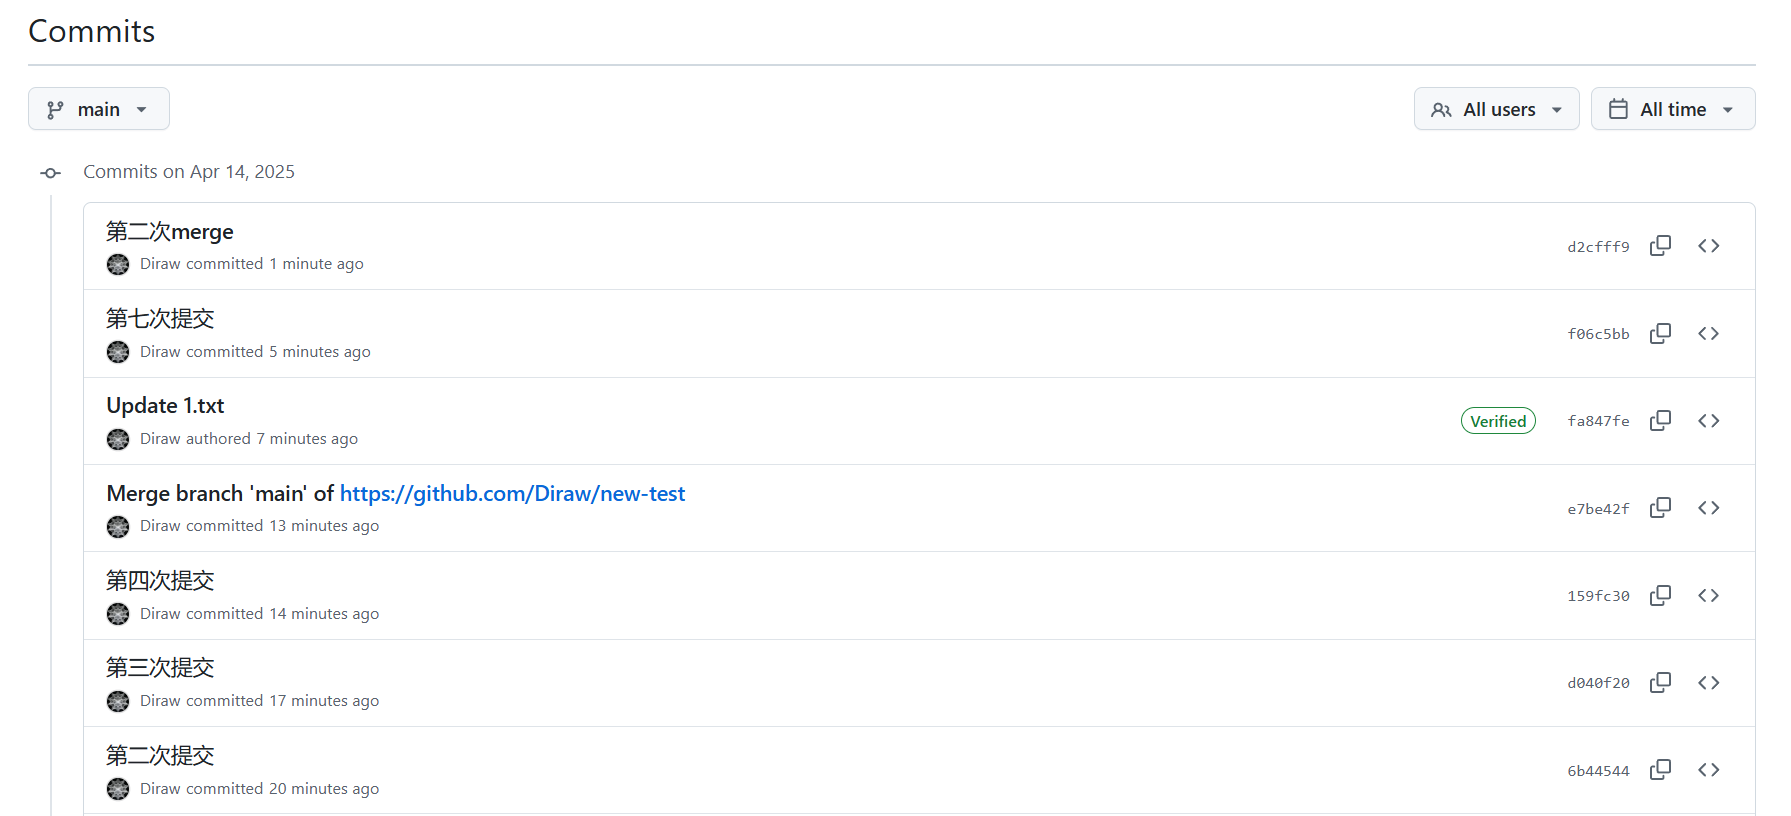 Commits
main
All users
All time
Commits on Apr 14, 2025
第二次merge
Diraw committed 1 minute ago
d2cfff9
第七次提交
Diraw committed 5 minutes ago
f06c5bb
Update 1.txt
Diraw authored 7 minutes ago
Verified
fa847fe
Merge branch 'main' of https://github.com/Diraw/new-test
Diraw committed 13 minutes ago
e7be42f
第四次提交
Diraw committed 14 minutes ago
159fc30
第三次提交
Diraw committed 17 minutes ago
d040f20
第二次提交
Diraw committed 20 minutes ago
6b44544